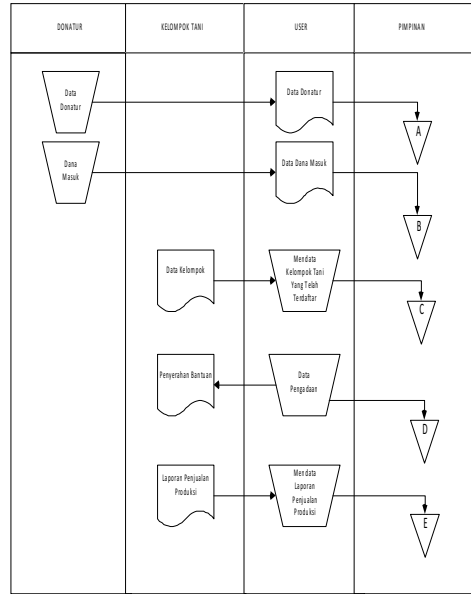 DONATUR
KELOMPOK TANI
USER
PIMPINAN
Data
Donatur
Data Donatur
A
Dana
Masuk
Data Dana Masuk
B
Data Kelompok
Mendata
Kelompok Tani
Yang Telah
Terdaftar
C
Penyerahan Bantuan
Data
Pengadaan
D
Laporan Penjualan
Produksi
Mendata
Laporan
Penjualan
Produksi
E